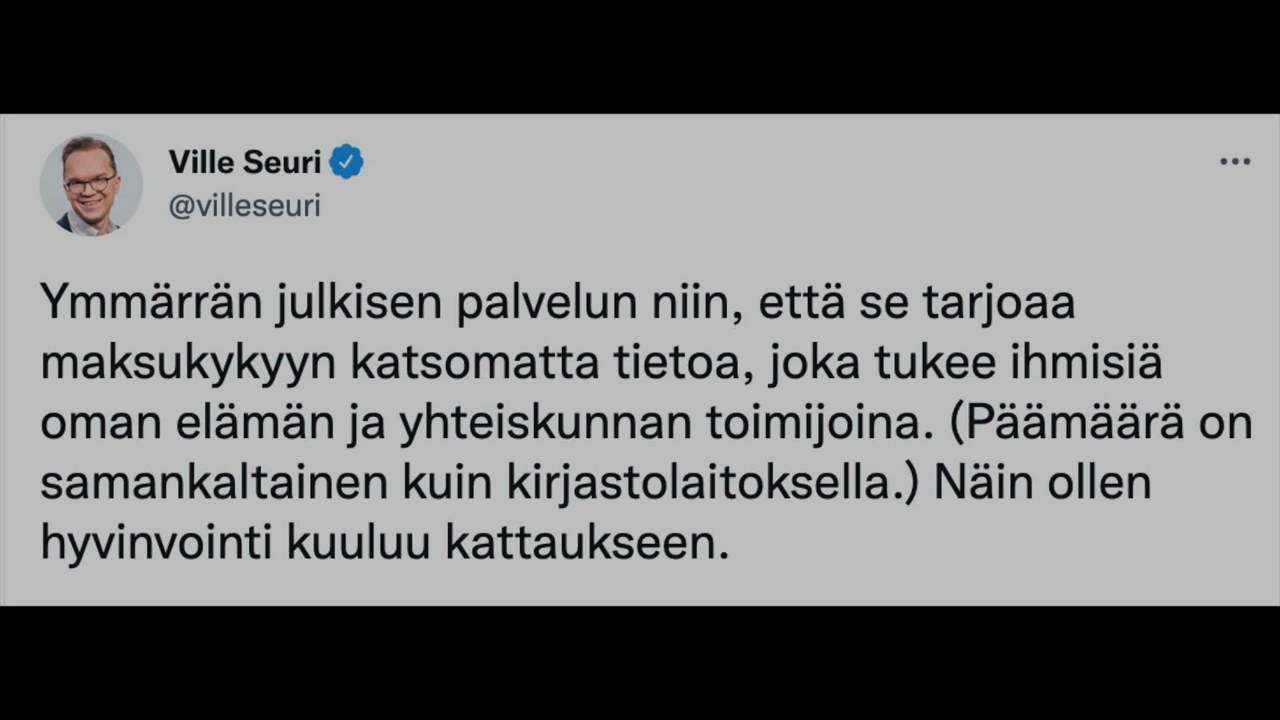 Ville Seuri
@villeseuri
Ymmärrän julkisen palvelun niin, että se tarjoaa
maksukykyyn katsomatta tietoa, joka tukee ihmisiä
oman elämän ja yhteiskunnan toimijoina. (Päämäärä on
samankaltainen kuin kirjastolaitoksella.) Näin ollen
hyvinvointi kuuluu kattaukseen.